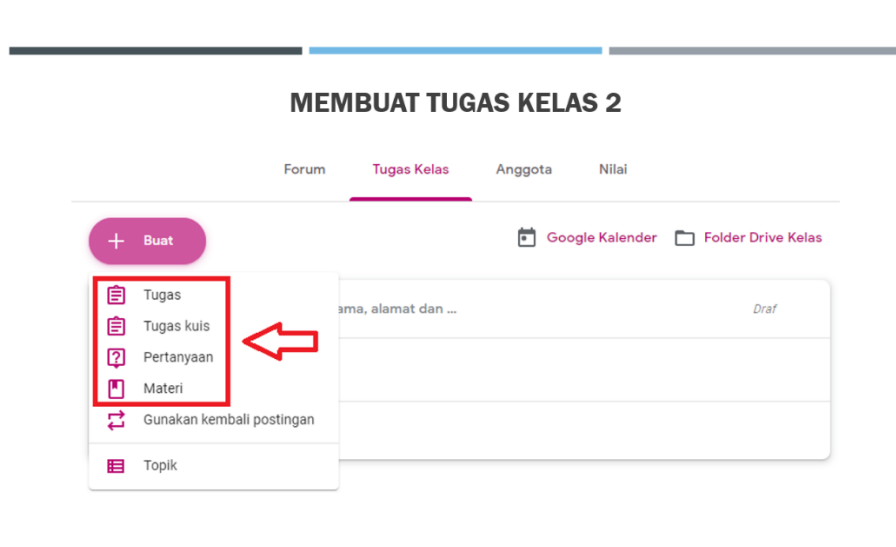 MEMBUAT TUGAS KELAS 2
Forum Tugas Kelas Anggota Nilai
Buat
Google Kalender Folder Drive Kelas
Tugas
ama, alamat dan ...
Draf
Tugas kuis
Pertanyaan
Materi
Gunakan kembali postingan
Topik